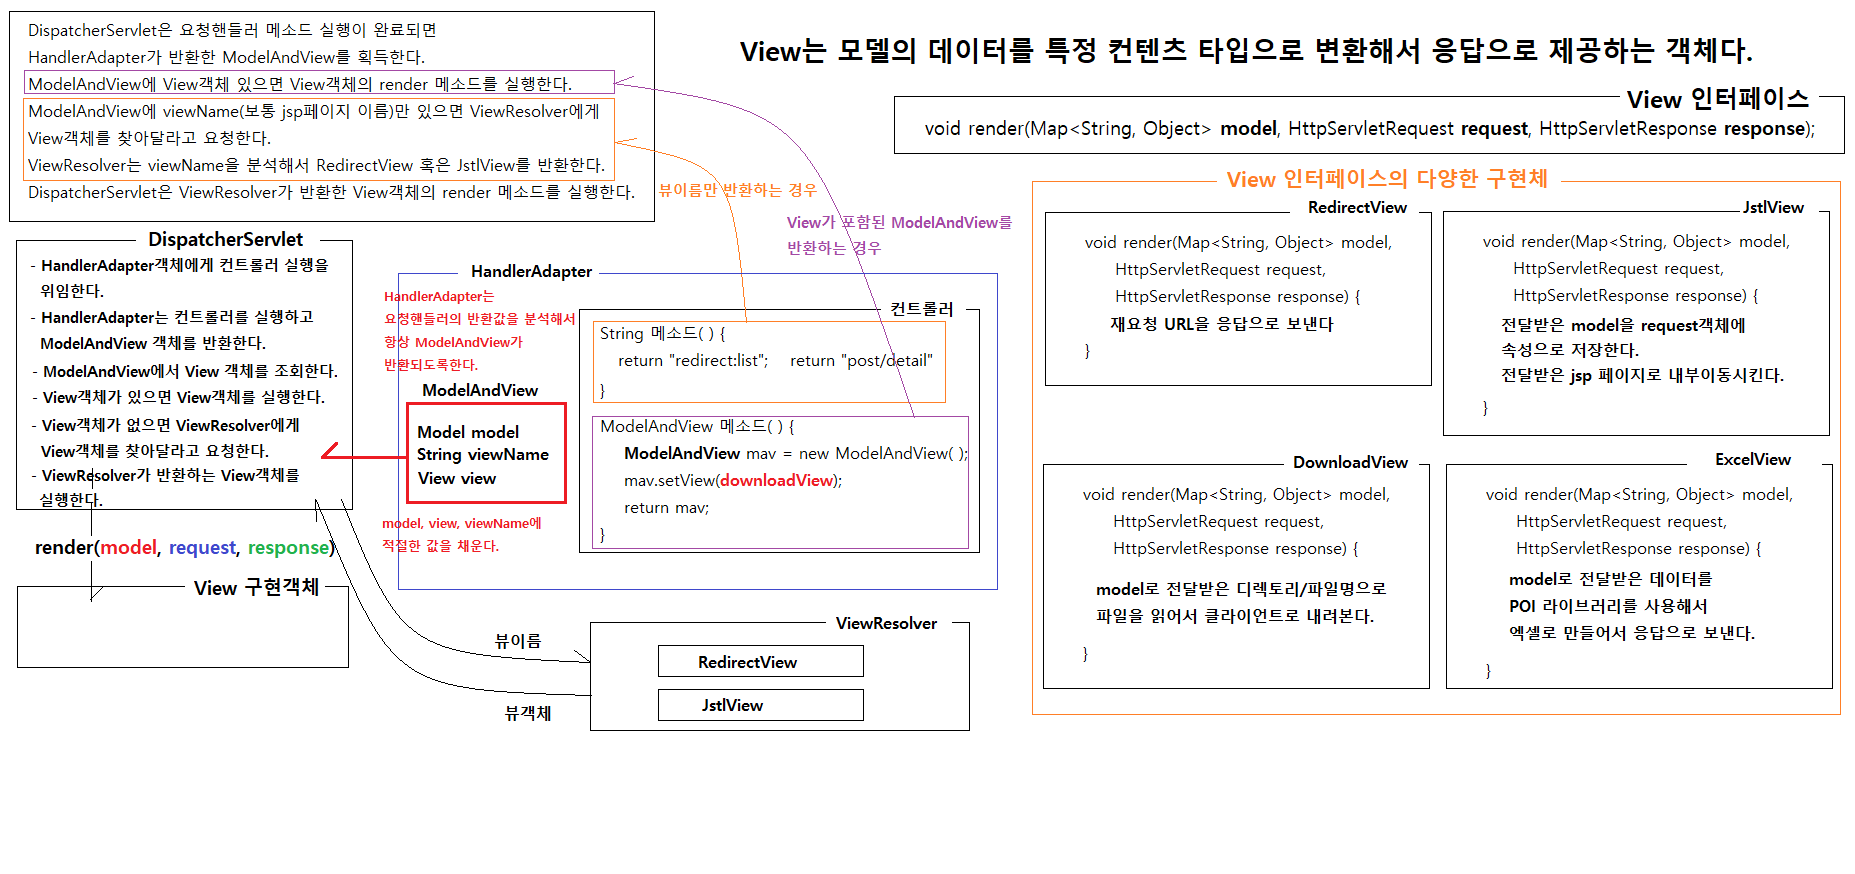 DispatcherServlet은 요청핸들러 메소드 실행이 완료되면
HandlerAdapter가 반환한 ModelAndView를 획득한다.
ModelAndView에 View객체 있으면 View객체의 render 메소드를 실행한다.
ModelAndView에 viewName(보통 jsp페이지 이름)만 있으면 ViewResolver에게
View객체를 찾아달라고 요청한다.
ViewResolver는 viewName을 분석해서 RedirectView 혹은 JstlView를 반환한다.
DispatcherServlet은 ViewResolver가 반환한 View객체의 render 메소드를 실행한다.
View는 모델의 데이터를 특정 컨텐츠 타입으로 변환해서 응답으로 제공하는 객체다.
View 인터페이스
void render(Map<String, Object> model, HttpServletRequest request, HttpServletResponse response);
뷰이름만 반환하는 경우
View가 포함된 ModelAndView를
반환하는 경우
DispatcherServlet
- HandlerAdapter객체에게 컨트롤러 실행을
위임한다.
- HandlerAdapter는 컨트롤러를 실행하고
ModelAndView 객체를 반환한다.
- ModelAndView에서 View 객체를 조회한다.
- View객체가 있으면 View객체를 실행한다.
- View객체가 없으면 ViewResolver에게
View객체를 찾아달라고 요청한다.
- ViewResolver가 반환하는 View객체를
실행한다.
render(model, request, response)
View 구현객체
HandlerAdapter
HandlerAdapter는
요청핸들러의 반환값을 분석해서
항상 ModelAndView가
반환되도록한다.
ModelAndView
Model model
String viewName
View view
model, view, viewName에
적절한 값을 채운다.
컨트롤러
String 메소드( ) {
return "redirect:list"; return "post/detail"
}
ModelAndView 메소드( ) {
ModelAndView mav = new ModelAndView( );
mav.setView(downloadView);
return mav;
}
뷰이름
뷰객체
ViewResolver
RedirectView
JstlView
View 인터페이스의 다양한 구현체
RedirectView
void render(Map<String, Object> model,
HttpServletRequest request,
HttpServletResponse response) {
재요청 URL을 응답으로 보낸다
}
JstlView
void render(Map<String, Object> model,
HttpServletRequest request,
HttpServletResponse response) {
전달받은 model을 request객체에
속성으로 저장한다.
전달받은 jsp 페이지로 내부이동시킨다.
}
DownloadView
void render(Map<String, Object> model,
HttpServletRequest request,
HttpServletResponse response) {
model로 전달받은 디렉토리/파일명으로
파일을 읽어서 클라이언트로 내려본다.
}
ExcelView
void render(Map<String, Object> model,
HttpServletRequest request,
HttpServletResponse response) {
model로 전달받은 데이터를
POI 라이브러리를 사용해서
엑셀로 만들어서 응답으로 보낸다.
}